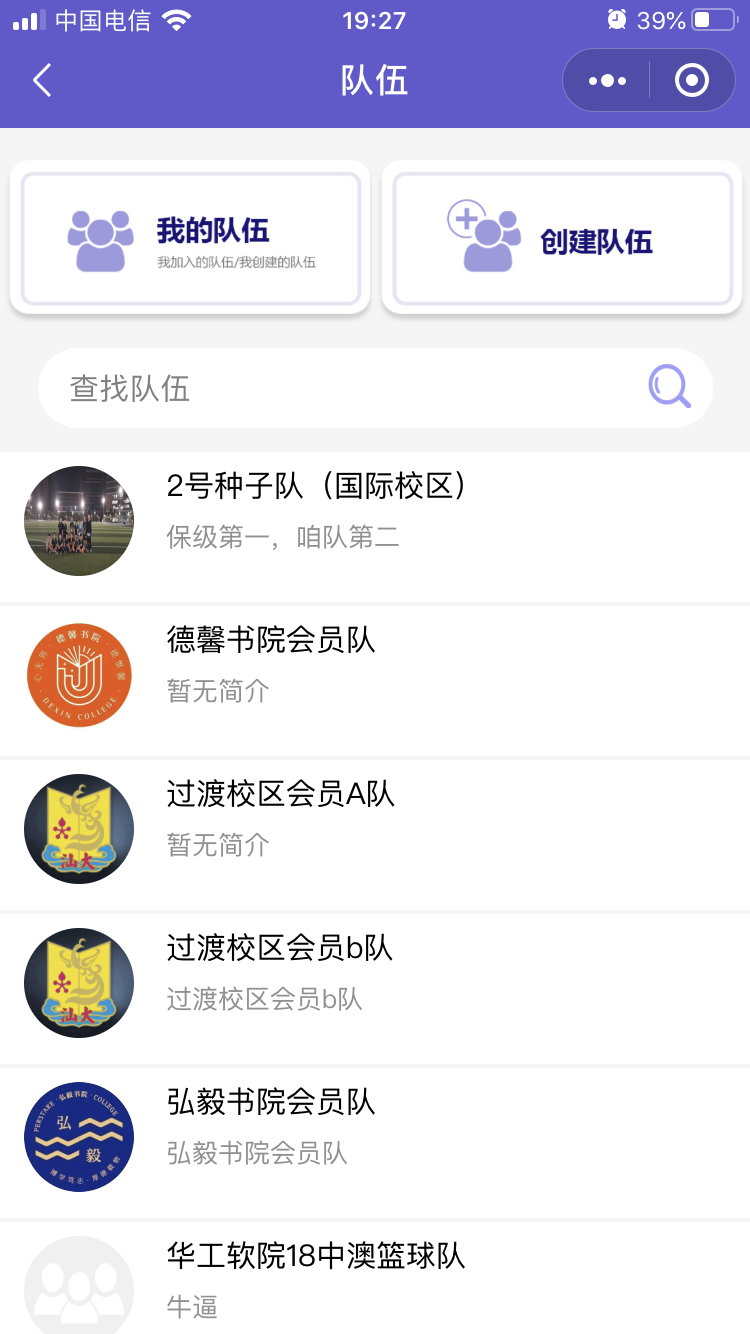 中国电信
19:27
39%
队伍
我的队伍
我加入的队伍/我创建的队伍
创建队伍
查找队伍
2号种子队（国际校区）
保级第一，咱队第二
德馨书院
DEXIN COLLEGE
德馨书院会员队
暂无简介
汕大
过渡校区会员A队
暂无简介
汕大
过渡校区会员b队
过渡校区会员b队
弘毅书院
COLLEGE
弘
毅
弘毅书院会员队
弘毅书院会员队
华工软院18中澳篮球队
牛逼